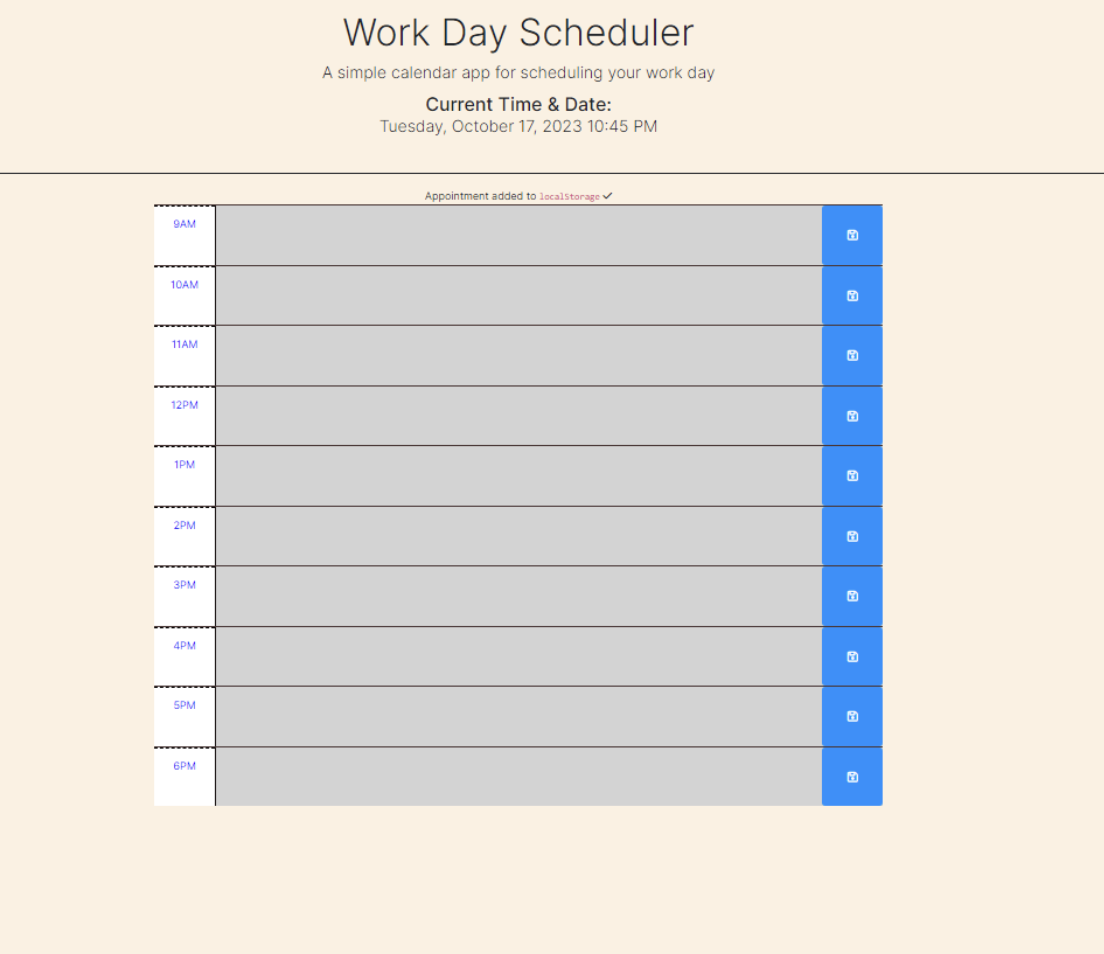 Work Day Scheduler
A simple calendar app for scheduling your work day
Current Time & Date:
Tuesday, October 17, 2023 10:45 PM
Appointment added to localStorage ✓
9AM
10AM
11AM
12PM
1PM
2PM
3PM
4PM
5PM
6PM